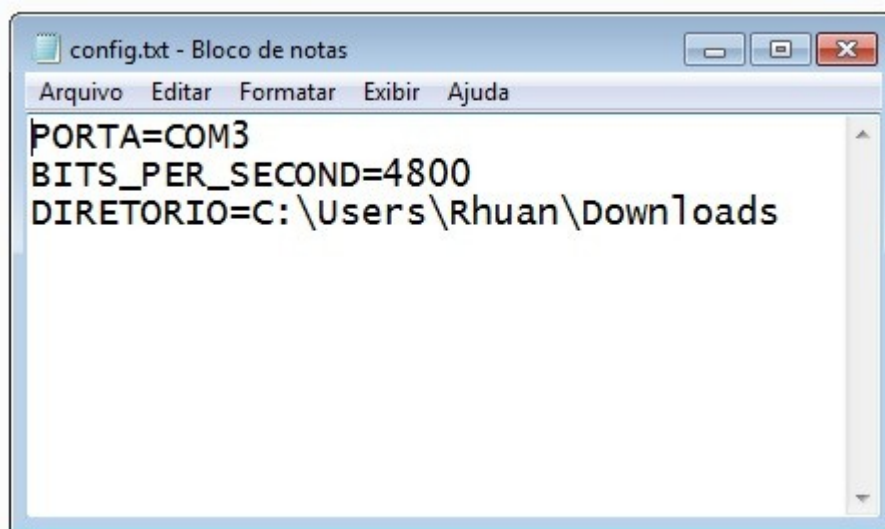 config.txt - Bloco de notas
Arquivo Editar Formatar Exibir Ajuda
PORTA=COM3
BITS_PER_SECOND=4800
DIRETORIO=C:\Users\Rhuan\Downloads